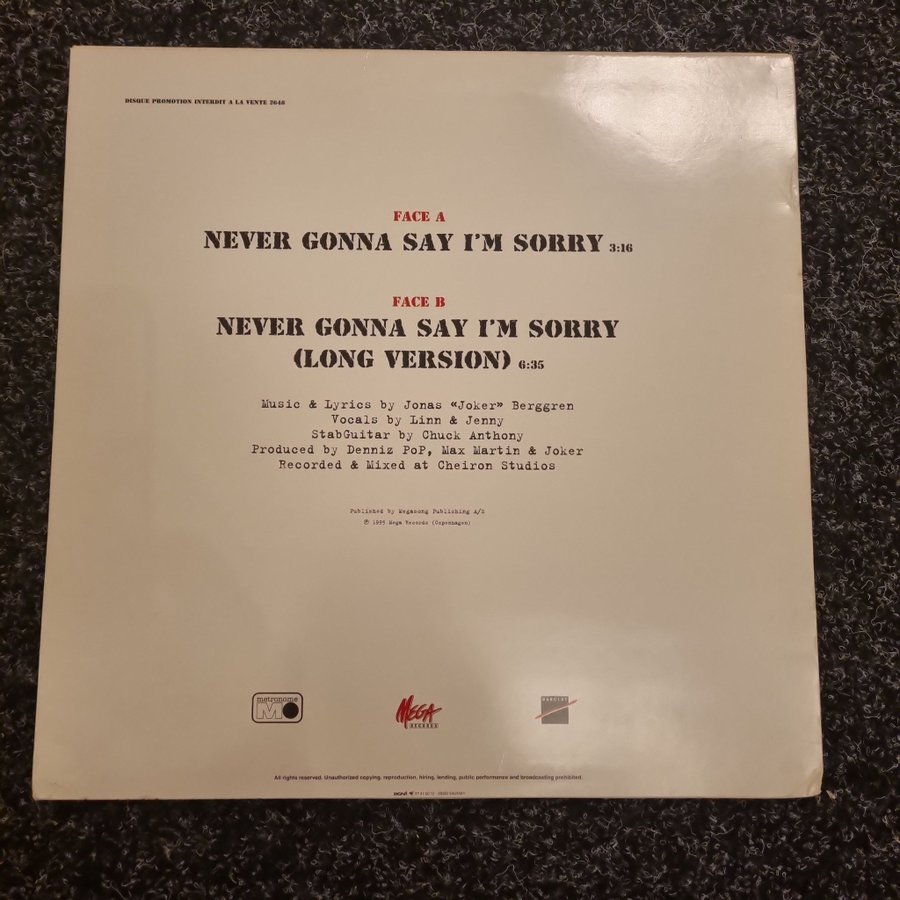 DISQUE PROMOTION INTERDIT A LA VENTE 2648
FACE A
NEVER GONNA SAY I'M SORRY 3:16
FACE B
NEVER GONNA SAY I'M SORRY
(LONG VERSION) 6:35
Music & Lyrics by Jonas «Joker» Berggren
Vocals by Linn & Jenny
StabGuitar by Chuck Anthony
Produced by Denniz PoP, Max Martin & Joker
Recorded & Mixed at Cheiron Studios
Published by Megasong Publishing A/S
℗ 1995 Mega Records (Copenhagen)
metronome
MO
MEGA
RECORDS
BARCLAY
All rights reserved. Unauthorized copying, reproduction, hiring, lending, public performance and broadcasting prohibited.